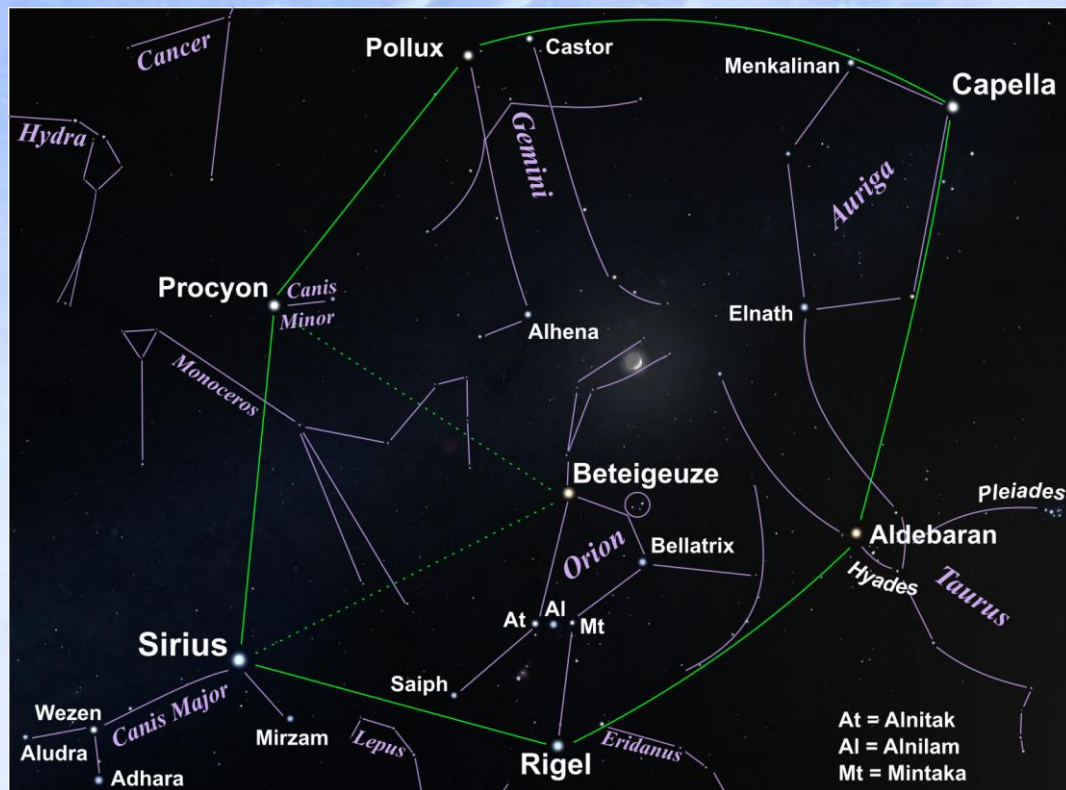 Cancer
Pollux
Castor
Menkalinan
Capella
Hydra
Gemini
Auriga
Procyon
Canis
Minor
Elnath
Alhena
Monoceros
Beteigeuze
Pleiades
Orion
Bellatrix
Aldebaran
Hyades
Taurus
At
Al
Mt
Sirius
Saiph
Canis Major
Wezen
Aludra
Adhara
Mirzam
Lepus
Rigel
Eridanus
At = Alnitak
Al = Alnilam
Mt = Mintaka